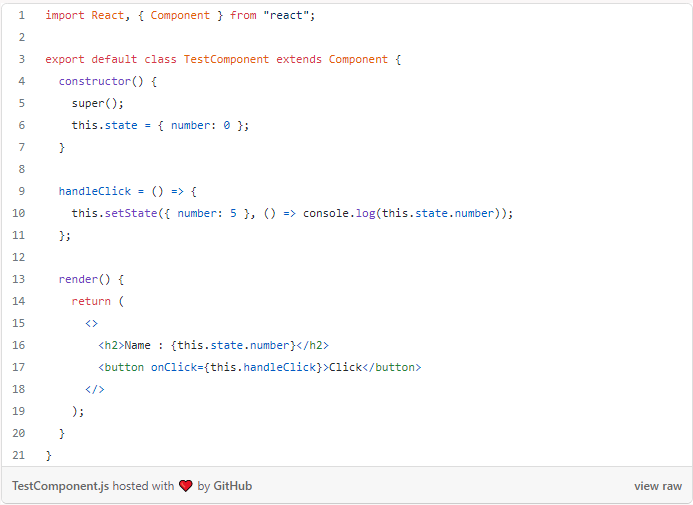 1 import React, { Component } from "react";
2
3 export default class TestComponent extends Component {
4   constructor() {
5     super();
6     this.state = { number: 0 };
7   }
8
9   handleClick = () => {
10     this.setState({ number: 5 }, () => console.log(this.state.number));
11   };
12
13   render() {
14     return (
15       <>
16         <h2>Name : {this.state.number}</h2>
17         <button onClick={this.handleClick}>Click</button>
18       </>
19     );
20   }
21 }
TestComponent.js hosted with ❤ by GitHub view raw